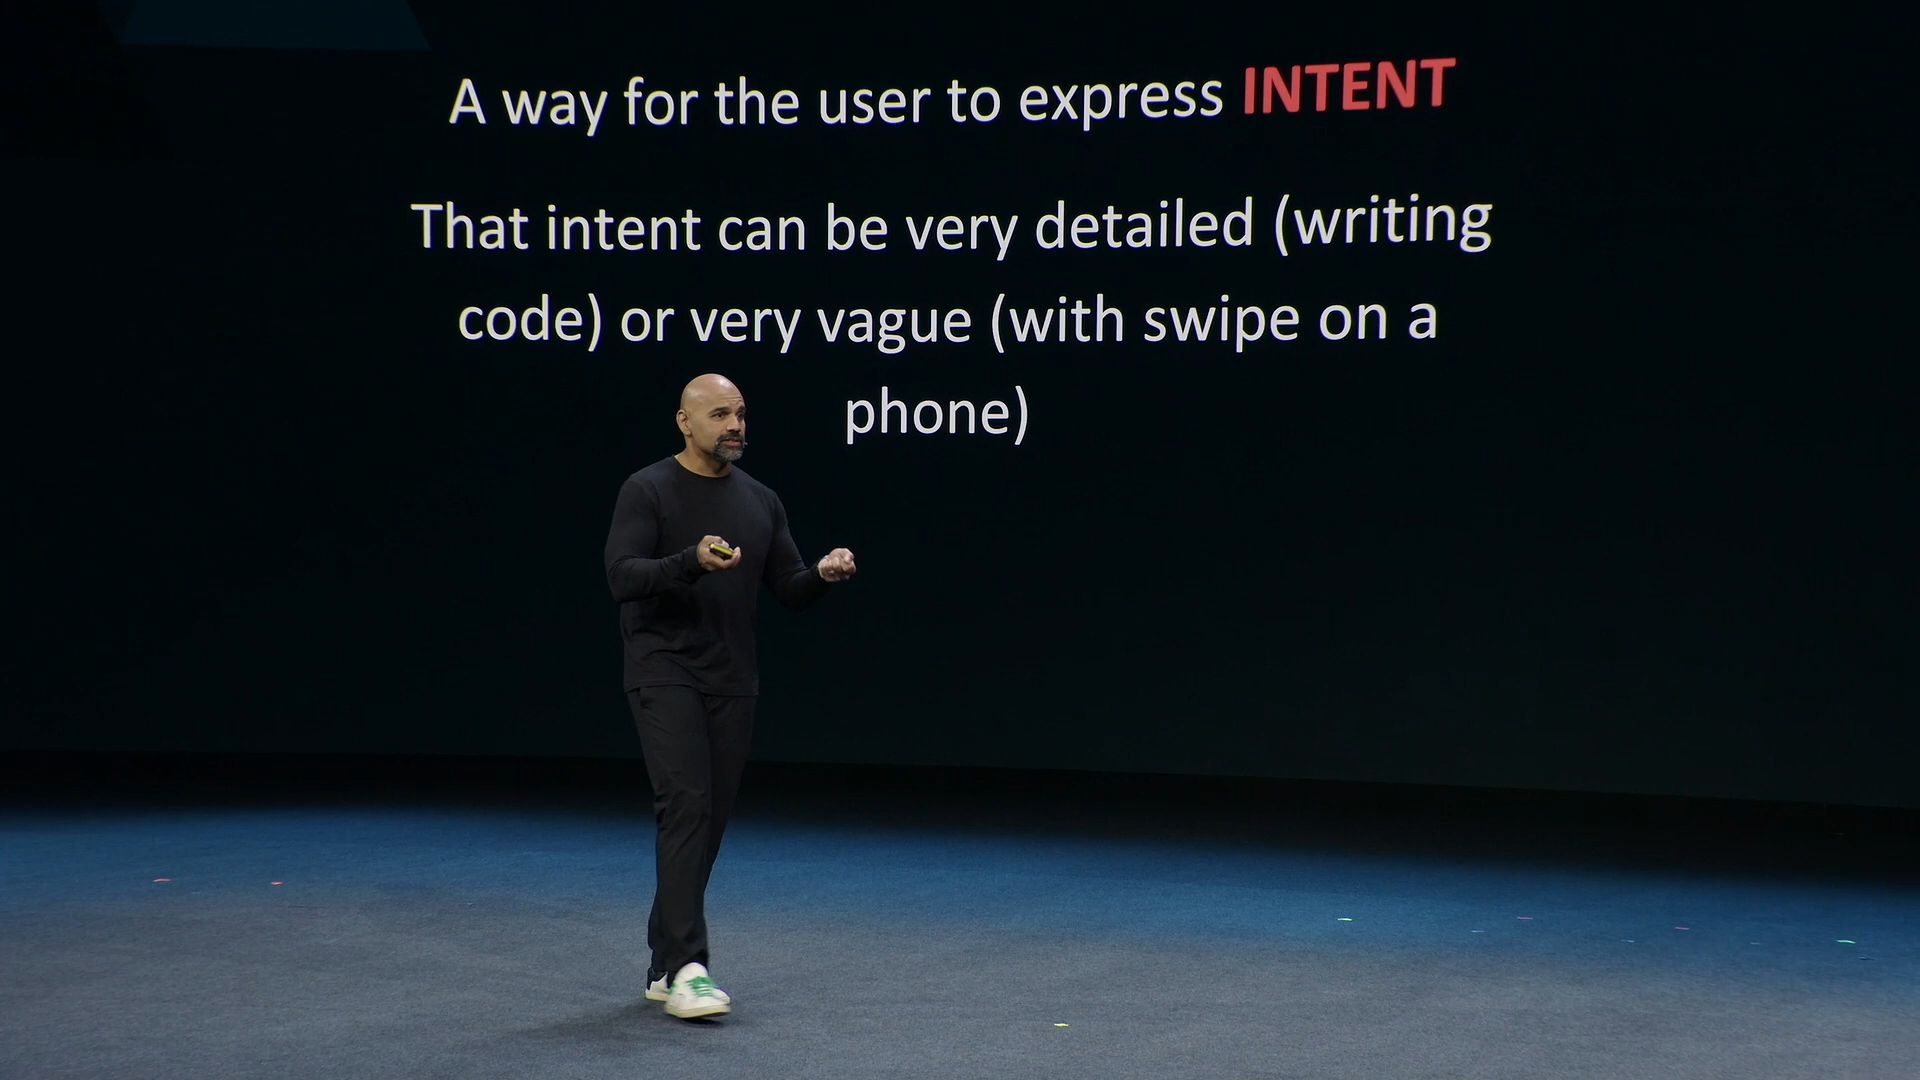 A way for the user to express INTENT
That intent can be very detailed (writing
code) or very vague (with swipe on a
phone)